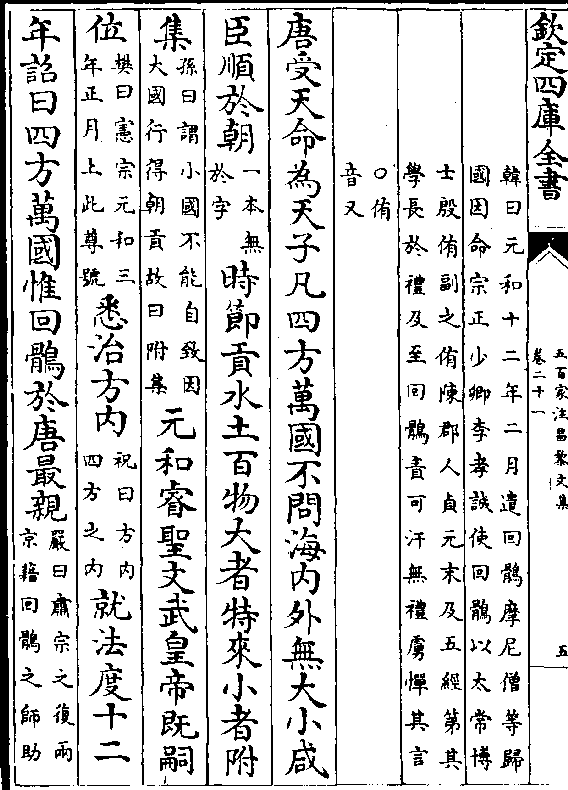 欽定四庫全書
五百家注昌黎文集
卷二十一
五
韓曰元和十二年二月遣回鶻摩尼僧等歸
國因命宗正少卿李孝誠使回鶻以太常博
士殷侑副之侑陳郡人貞元末及五經第其
學長於禮及至回鶻責可汗無禮虜憚其言
○侑
音又
唐受天命為天子凡四方萬國不問海內外無大小咸
臣順於朝
一本無
於字
時節貢水土百物大者特來小者附
集
孫曰謂小國不能自致因
大國行得朝貢故曰附集
元和睿聖文武皇帝既嗣
位
樊曰憲宗元和三
年正月上此尊號
悉治方內
祝曰方內
四方之內
就法度十二
年詔曰四方萬國惟回鶻於唐最親
嚴曰肅宗之復兩
京籍回鶻之師助